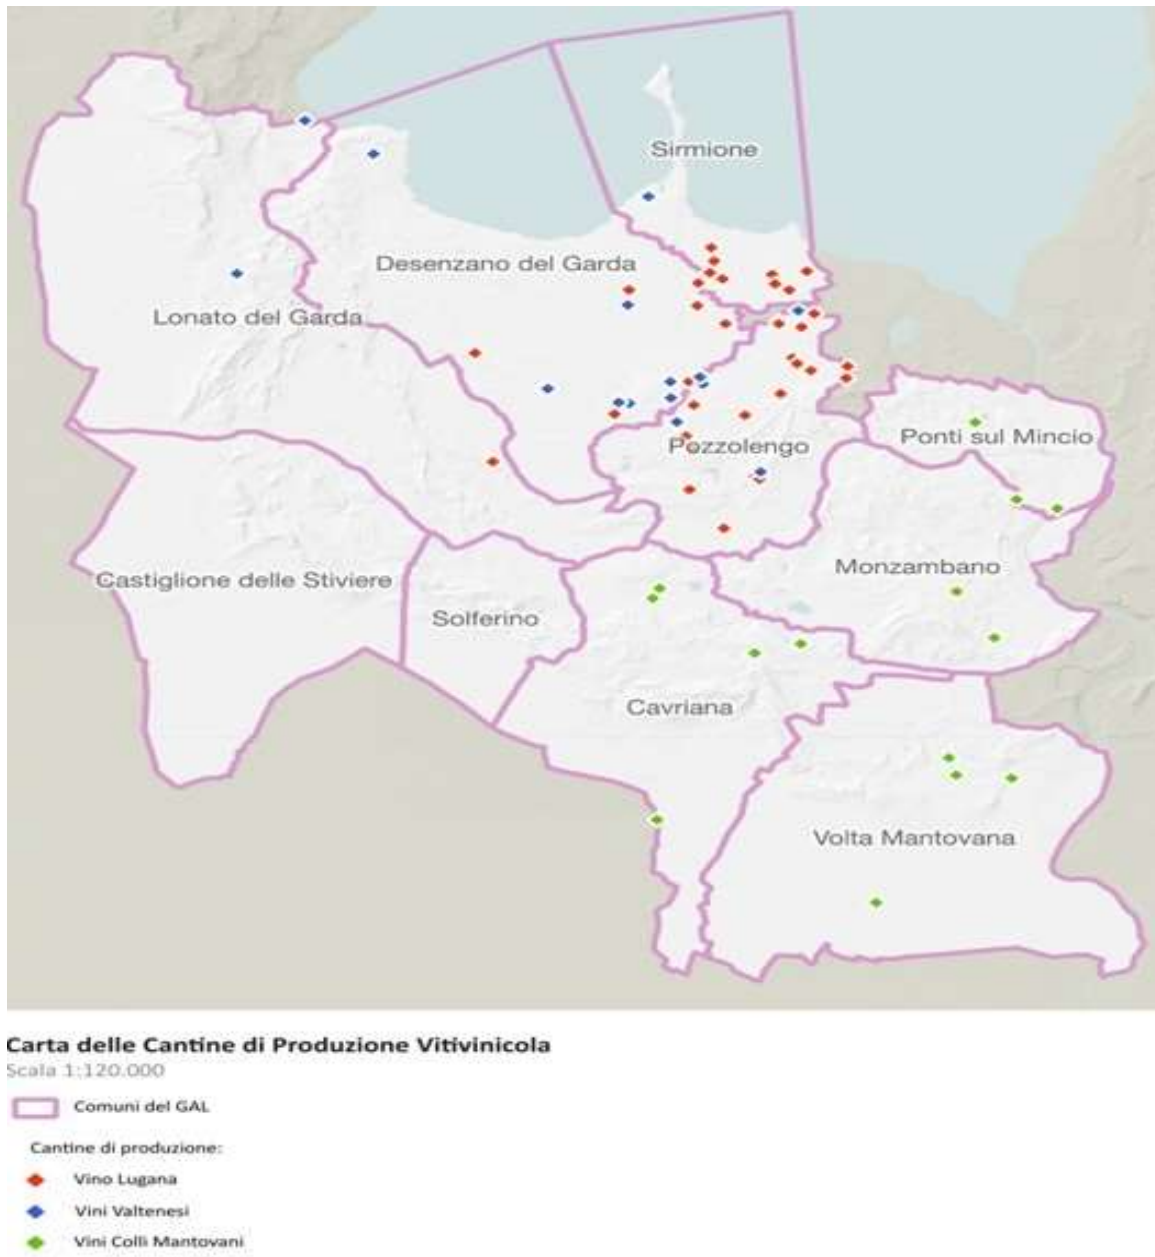 Sirmione
Desenzano del Garda
Lonato del Garda
Ponti sul Mincio
Pozzolengo
Monzambano
Castiglione delle Stiviere
Solferino
Cavriana
Volta Mantovana
Carta delle Cantine di Produzione Vitivinicola
Scala 1:120.000
Comuni del GAL
Cantine di produzione:
Vino Lugana
Vini Valtenesi
Vini Colli Mantovani